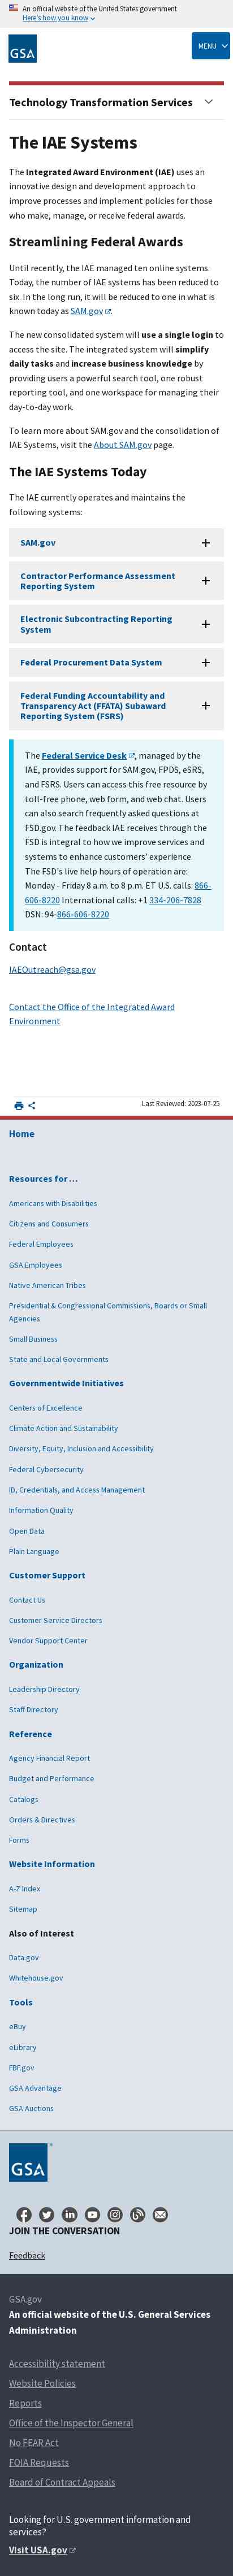 An official website of the United States government
Here's how you know
GSA
MENU
Technology Transformation Services
The IAE Systems
The Integrated Award Environment (IAE) uses an
innovative design and development approach to
consolidate, improve and implement
processes and implement policies for those
who make, manage, or receive federal awards.
Streamlining Federal Awards
Until recently, the IAE managed ten online systems.
Today, the number of IAE systems has been reduced to
six. In the long run, it will be reduced to one in what is
known today as SAM.gov.
The new consolidated system will use a single login to
access the site. The integrated system will simplify
daily tasks and increase business knowledge by
providing users a powerful search tool, one robust
reporting tool, and one workspace for managing their
day-to-day work.
To learn more about SAM.gov and the consolidation of
IAE Systems, visit the About SAM.gov page.
The IAE Systems Today
The IAE currently operates and maintains the
following systems:
SAM.gov
Contractor Performance Assessment
Reporting System
Electronic Subcontracting Reporting
System
Federal Procurement Data System
Federal Funding Accountability and
Transparency Act (FFATA) Subaward
Reporting System (FSRS)
The Federal Service Desk, managed by the
IAE, provides support for SAM.gov, FPDS, eSRS,
and FSRS. Users can access this resource by
toll-free telephone, web form, and web chat.
Users are also welcome to submit feedback using
FSD.gov. The feedback IAE receives through the
FSD is used to help improve and develop
systems to enhance customers' experience.
The FSD's live help hours of operation are:
Monday - Friday 8 a.m. to 8 p.m. ET U.S. calls: 866-
606-8220 International calls: +1 334-206-7828
DSN: 94-866-606-8220
Contact
IAEOutreach@gsa.gov
Contact the Office of the Integrated Award
Environment
Last Reviewed: 2023-07-25
Home
Resources for …
Americans with Disabilities
Citizens and Consumers
Federal Employees
GSA Employees
Native American Tribes
Presidential & Congressional Commissions, Boards or Small
Agencies
Small Business
State and Local Governments
Governmentwide Initiatives
Centers of Excellence
Climate Action and Sustainability
Diversity, Equity, Inclusion and Accessibility
Federal Cybersecurity
ID, Credentials, and Access Management
Information Quality
Open Data
Plain Language
Customer Support
Contact Us
Customer Service Directors
Vendor Support Center
Organization
Leadership Directory
Staff Directory
Reference
Agency Financial Report
Budget and Performance
Catalogs
Orders & Directives
Forms
Website Information
A-Z Index
Sitemap
Also of Interest
Data.gov
Whitehouse.gov
Tools
eBuy
eLibrary
FBF.gov
GSA Advantage
GSA Auctions
GSA
JOIN THE CONVERSATION
Feedback
GSA.gov
An official website of the U.S. General Services
Administration
Accessibility statement
Website Policies
Reports
Office of the Inspector General
No FEAR Act
FOIA Requests
Board of Contract Appeals
Looking for U.S. government information and
services?
Visit USA.gov